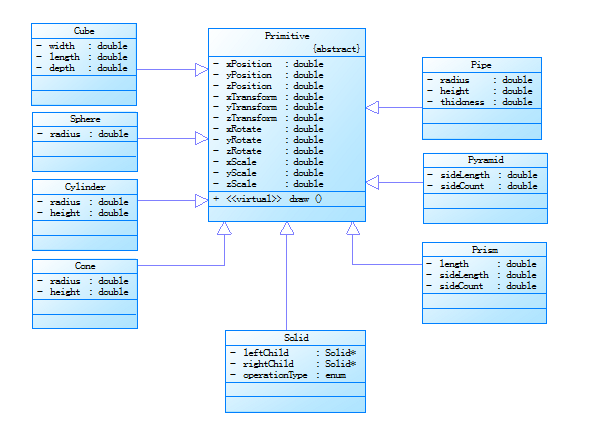 Cube
- width : double
- length : double
- depth : double
Sphere
- radius : double
Cylinder
- radius : double
- height : double
Cone
- radius : double
- height : double
Primitive
{abstract}
- xPosition : double
- yPosition : double
- zPosition : double
- xTransform : double
- yTransform : double
- zTransform : double
- xRotate : double
- yRotate : double
- zRotate : double
- xScale : double
- yScale : double
- zScale : double
+ <<virtual>> draw ()
Pipe
- radius : double
- height : double
- thickness : double
Pyramid
- sideLength : double
- sideCount : double
Prism
- length : double
- sideLength : double
- sideCount : double
Solid
- leftChild : Solid*
- rightChild : Solid*
- operationType : enum